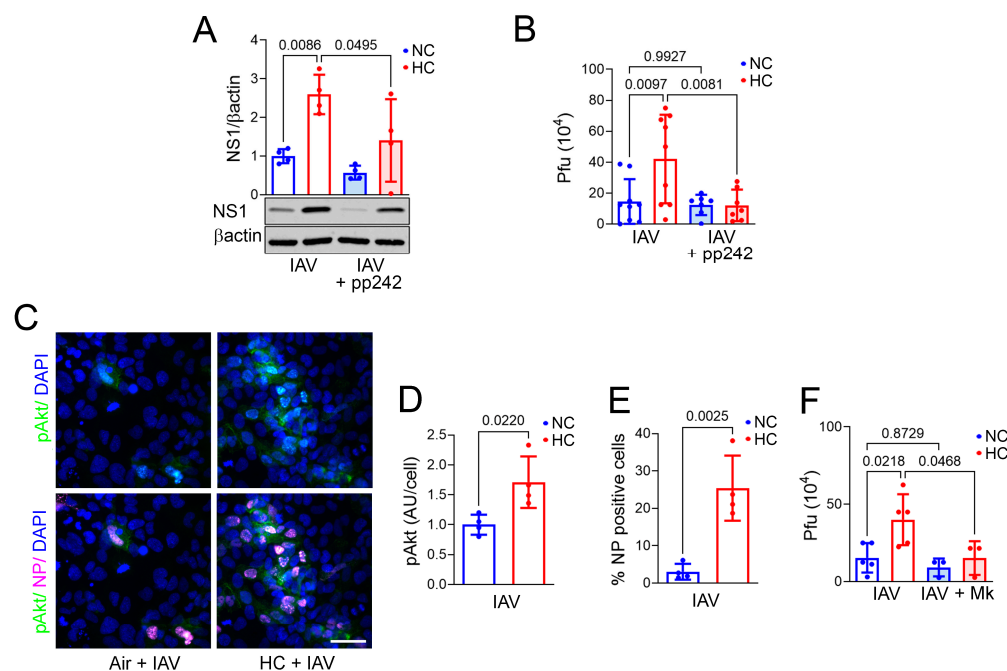 A
NC
HC
0.0086
0.0495
4
3
2
1
0
NS1/βactin
NS1
βactin
IAV
IAV
+ pp242
B
NC
HC
0.9927
0.0097
0.0081
100
80
60
40
20
0
Pfu (10⁴)
IAV
IAV
+ pp242
C
pAkt/ DAPI
pAkt/ NP/ DAPI
Air + IAV
HC + IAV
D
NC
HC
0.0220
2.5
2.0
1.5
1.0
0.5
0.0
pAkt (AU/cell)
IAV
E
NC
HC
0.0025
40
30
20
10
0
% NP positive cells
IAV
F
NC
HC
0.8729
0.0218
0.0468
100
50
0
Pfu (10⁴)
IAV
IAV + Mk